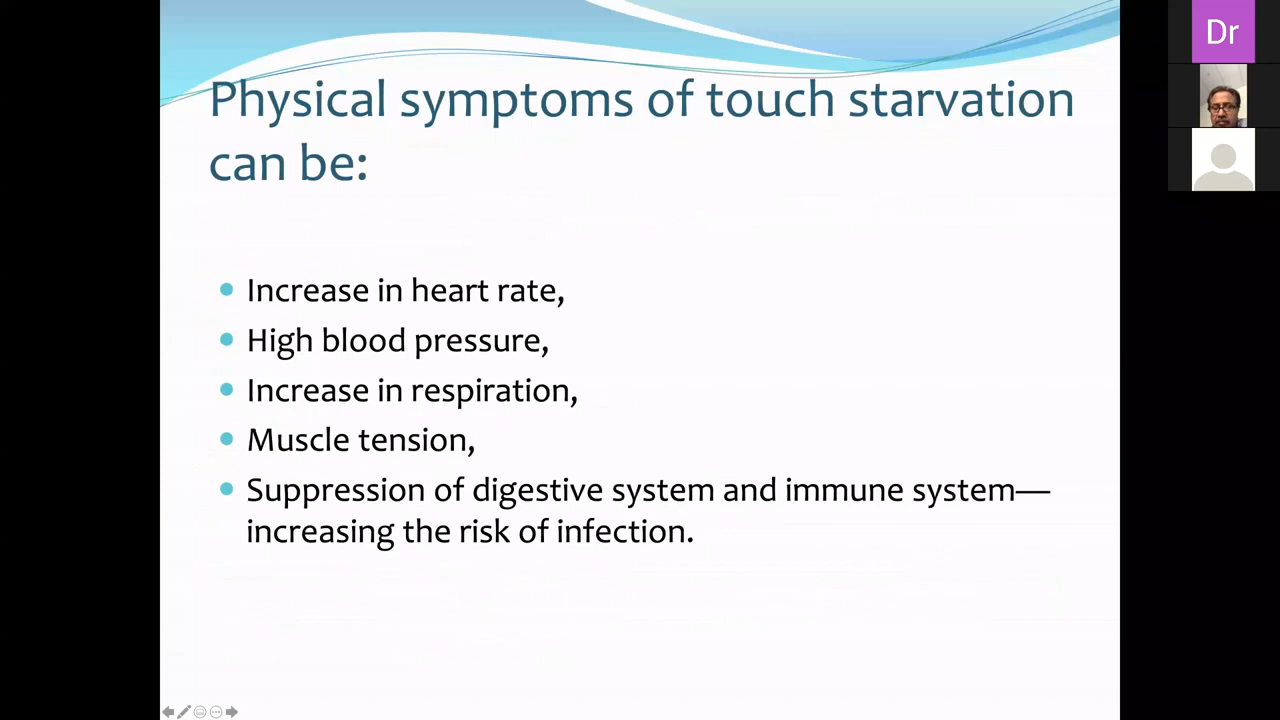 Physical symptoms of touch starvation
can be:
• Increase in heart rate,
• High blood pressure,
• Increase in respiration,
• Muscle tension,
• Suppression of digestive system and immune system—
increasing the risk of infection.
Dr